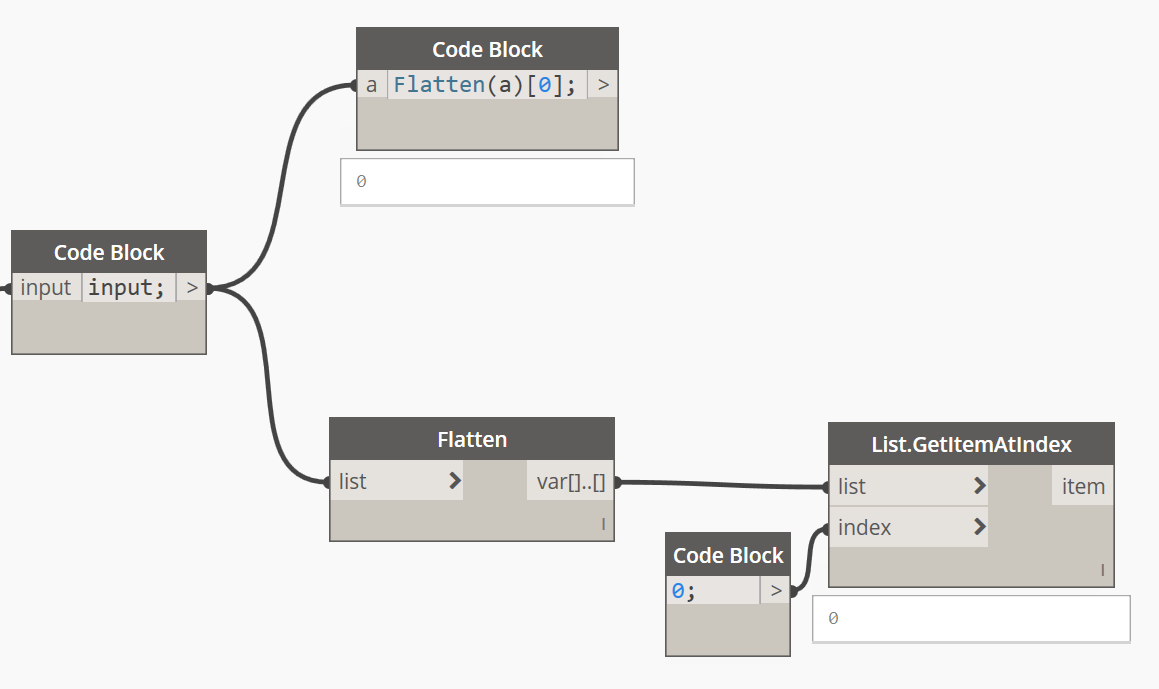 Code Block
a Flatten(a)[0]; >
0
Code Block
input input; >
Flatten
list > var[]..[]
l
List.GetItemAtIndex
list > item
index >
l
Code Block
0; >
0